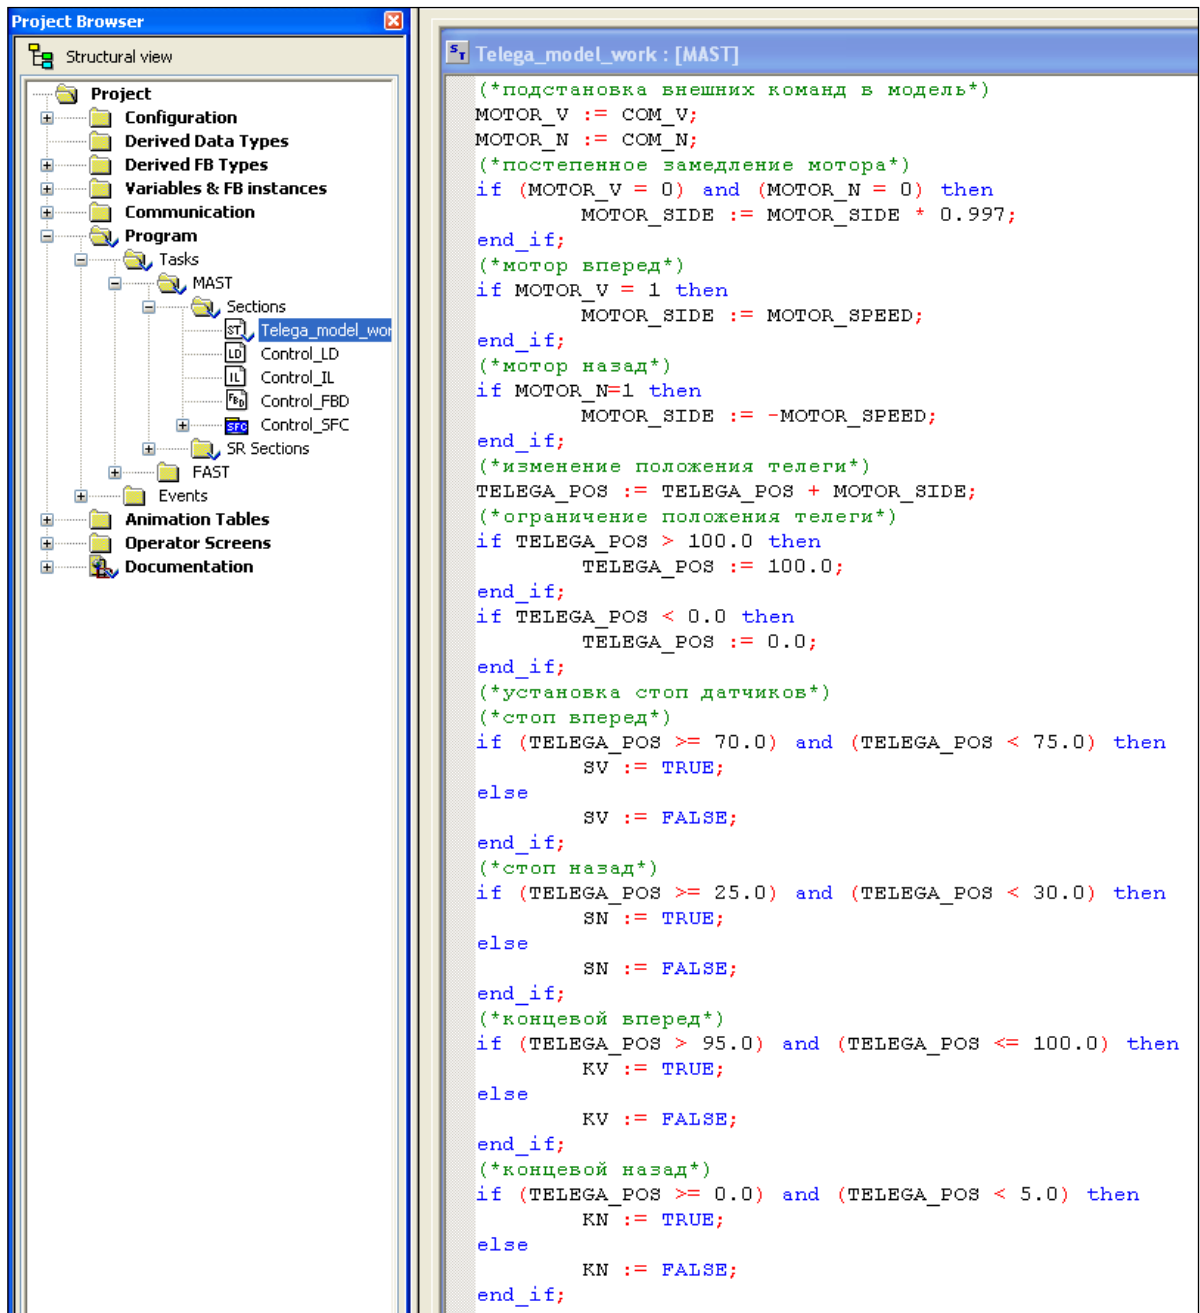 Project Browser
Structural view
Project
Configuration
Derived Data Types
Derived FB Types
Variables & FB instances
Communication
Program
Tasks
MAST
Sections
ST Telega_model_wor
LD Control_LD
IL Control_IL
FBD Control_FBD
SFC Control_SFC
SR Sections
FAST
Events
Animation Tables
Operator Screens
Documentation
ST Telega_model_work : [MAST]
(*подстановка внешних команд в модель*)
MOTOR_V := COM_V;
MOTOR_N := COM_N;
(*постепенное замедление мотора*)
if (MOTOR_V = 0) and (MOTOR_N = 0) then
MOTOR_SIDE := MOTOR_SIDE * 0.997;
end_if;
(*мотор вперед*)
if MOTOR_V = 1 then
MOTOR_SIDE := MOTOR_SPEED;
end_if;
(*мотор назад*)
if MOTOR_N=1 then
MOTOR_SIDE := -MOTOR_SPEED;
end_if;
(*изменение положения телеги*)
TELEGA_POS := TELEGA_POS + MOTOR_SIDE;
(*ограничение положения телеги*)
if TELEGA_POS > 100.0 then
TELEGA_POS := 100.0;
end_if;
if TELEGA_POS < 0.0 then
TELEGA_POS := 0.0;
end_if;
(*установка стоп датчиков*)
(*стоп вперед*)
if (TELEGA_POS >= 70.0) and (TELEGA_POS < 75.0) then
SV := TRUE;
else
SV := FALSE;
end_if;
(*стоп назад*)
if (TELEGA_POS >= 25.0) and (TELEGA_POS < 30.0) then
SN := TRUE;
else
SN := FALSE;
end_if;
(*концевой вперед*)
if (TELEGA_POS > 95.0) and (TELEGA_POS <= 100.0) then
KV := TRUE;
else
KV := FALSE;
end_if;
(*концевой назад*)
if (TELEGA_POS >= 0.0) and (TELEGA_POS < 5.0) then
KN := TRUE;
else
KN := FALSE;
end_if;